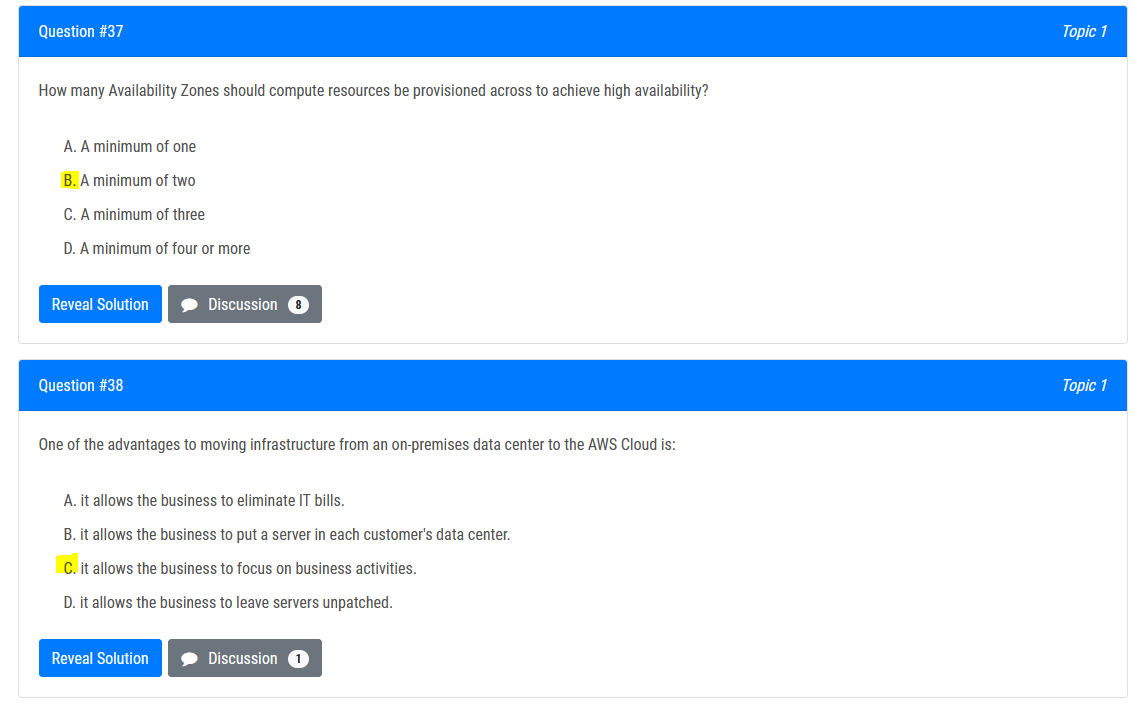 Question #37
Topic 1
How many Availability Zones should compute resources be provisioned across to achieve high availability?
A. A minimum of one
B. A minimum of two
C. A minimum of three
D. A minimum of four or more
Reveal Solution
Discussion 8
Question #38
Topic 1
One of the advantages to moving infrastructure from an on-premises data center to the AWS Cloud is:
A. it allows the business to eliminate IT bills.
B. it allows the business to put a server in each customer's data center.
C. it allows the business to focus on business activities.
D. it allows the business to leave servers unpatched.
Reveal Solution
Discussion 1